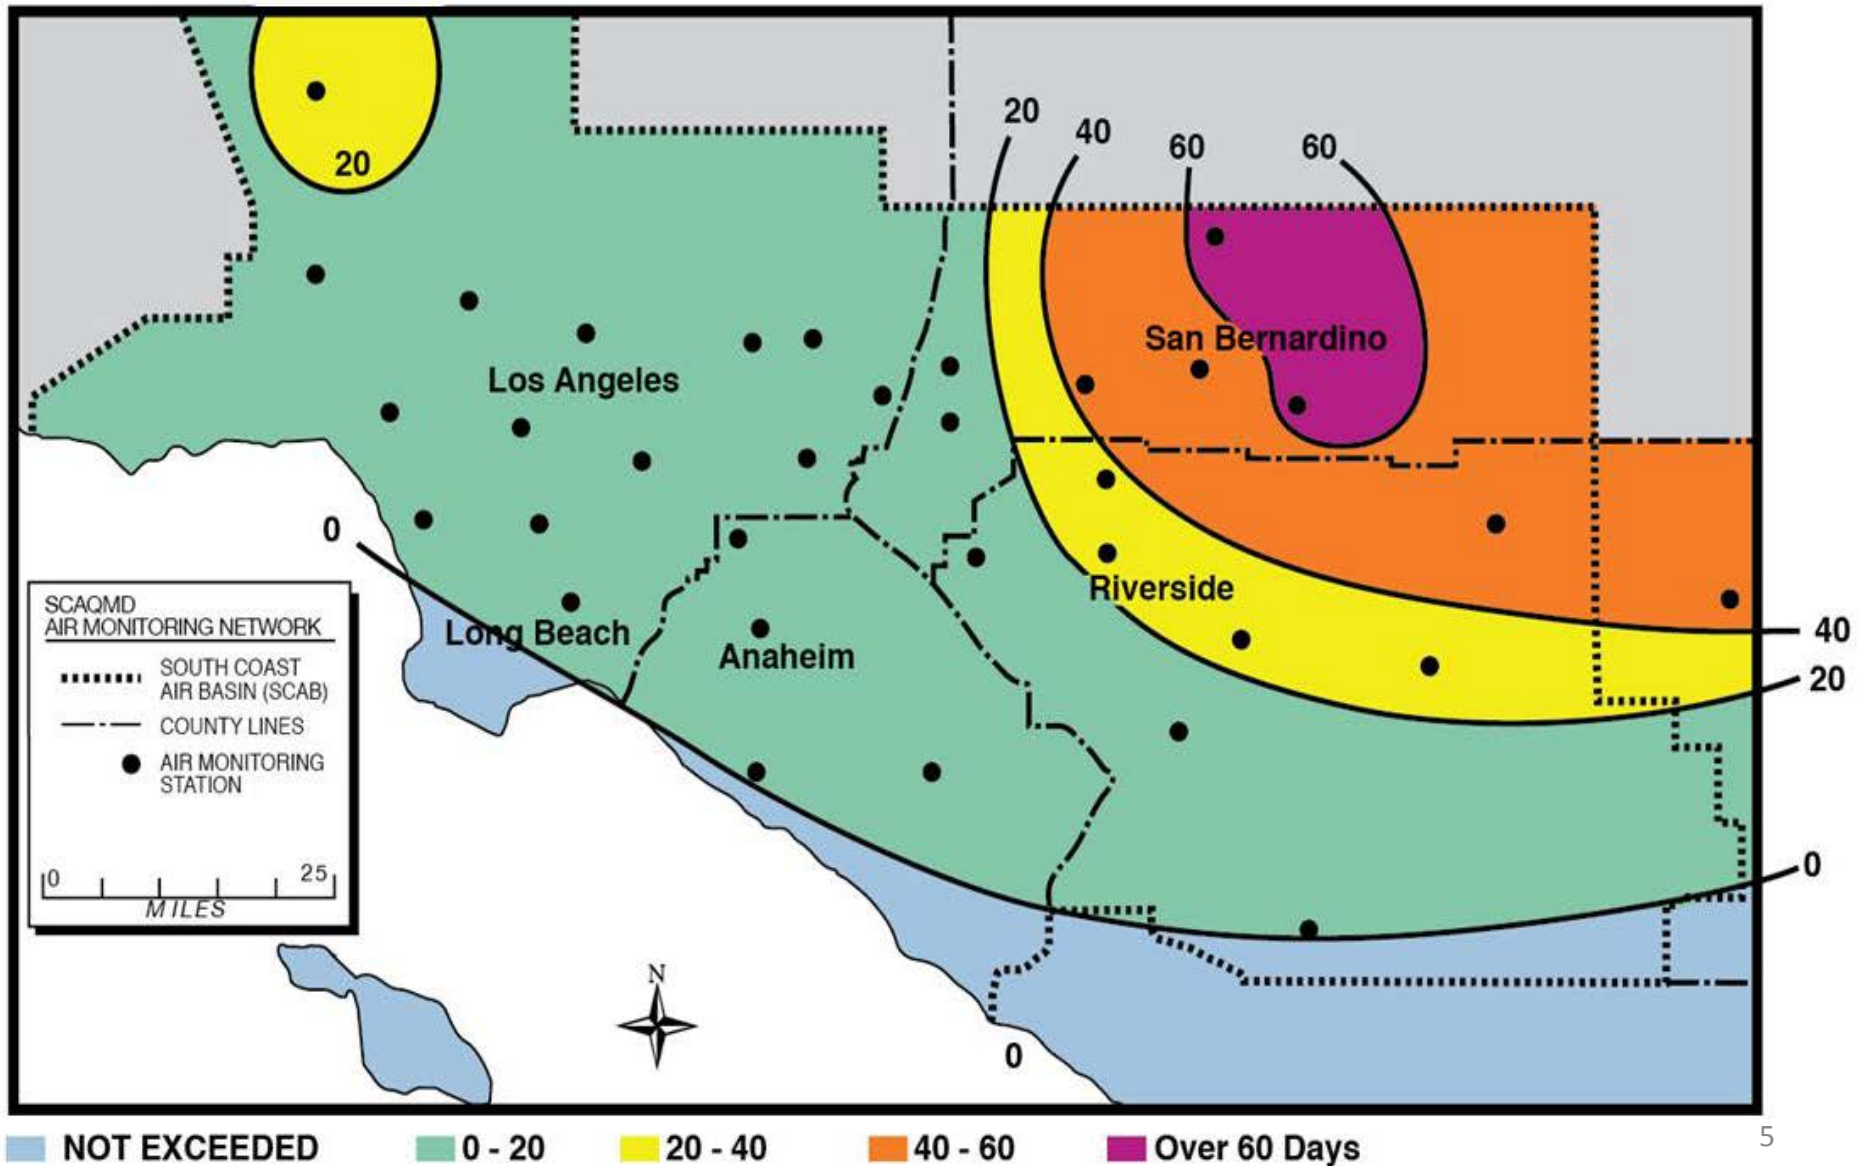 20
40
60
60
20
San Bernardino
Los Angeles
0
Riverside
Long Beach
Anaheim
40
20
0
0
SCAQMD
AIR MONITORING NETWORK
SOUTH COAST
AIR BASIN (SCAB)
COUNTY LINES
AIR MONITORING
STATION
0 25
MILES
N
NOT EXCEEDED 0 - 20 20 - 40 40 - 60 Over 60 Days
5